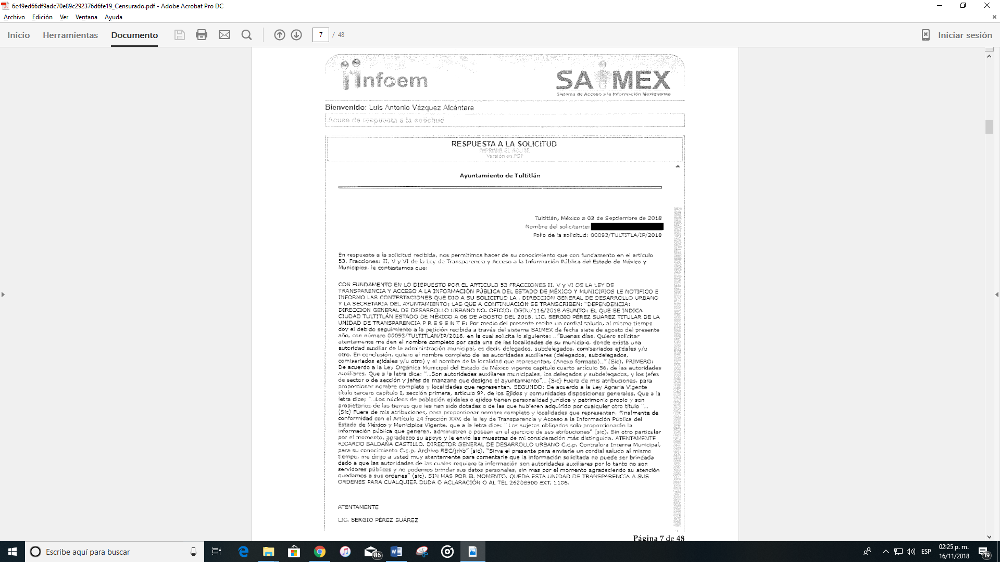 6c49ed66df9adc70e89c292376d6fe19_Censurado.pdf - Adobe Acrobat Pro DC
Archivo Edición Ver Ventana Ayuda
Inicio Herramientas Documento 7 / 48 Iniciar sesión
infoem SAIMEX
Sistema de Acceso a la Información Mexiquense
Bienvenido: Luis Antonio Vázquez Alcántara
Acuse de respuesta a la solicitud
RESPUESTA A LA SOLICITUD
IMPRIMIR EL ACUSE
Versión en PDF
Ayuntamiento de Tultitlán
Tultitlán, México a 03 de Septiembre de 2018
Nombre del solicitante:
Folio de la solicitud: 00093/TULTITLA/IP/2018
En respuesta a la solicitud recibida, nos permitimos hacer de su conocimiento que con fundamento en el artículo
53, Fracciones: II, V y VI de la Ley de Transparencia y Acceso a la Información Pública del Estado de México y
Municipios, le contestamos que:
CON FUNDAMENTO EN LO DISPUESTO POR EL ARTICULO 53 FRACCIONES II, V y VI DE LA LEY DE
TRANSPARENCIA Y ACCESO A LA INFORMACIÓN PÚBLICA DEL ESTADO DE MÉXICO Y MUNICIPIOS LE NOTIFICO E
INFORMO LAS CONTESTACIONES QUE DIO A SU SOLICITUD LA , DIRECCIÓN GENERAL DE DESARROLLO URBANO
Y LA SECRETARIA DEL AYUNTAMIENTO; LAS QUE A CONTINUACIÓN SE TRANSCRIBEN: "DEPENDENCIA:
DIRECCION GENERAL DE DESARROLLO URBANO NO. OFICIO: DGDU/116/2018 ASUNTO: EL QUE SE INDICA
CIUDAD TULTITLÁN ESTADO DE MÉXICO A 08 DE AGOSTO DEL 2018. LIC. SERGIO PÉREZ SUAREZ TITULAR DE LA
UNIDAD DE TRANSPARENCIA P R E S E N T E: Por medio del presente reciba un cordial saludo, al mismo tiempo
doy el debido seguimiento a la petición recibida a través del sistema SAIMEX de fecha siete de agosto del presente
año, con número 00093/TULTITLÁN/IP/2018, en la cual solicita lo siguiente: ..."Buenas días, Quiero solicitar
atentamente me den el nombre completo por cada una de las localidades de su municipio, donde exista una
autoridad auxiliar de la administración municipal, es decir, delegados, subdelegados, comisariados ejidales y/u
otro. En conclusión, quiero el nombre completo de las autoridades auxiliares (delegados, subdelegados,
comisariados ejidales y/u otro) y el nombre de la localidad que representan. (Anexo formato)..." (Sic). PRIMERO:
De acuerdo a la Ley Orgánica Municipal del Estado de México vigente capitulo cuarto artículo 56, de las autoridades
auxiliares. Que a la letra dice: "...Son autoridades auxiliares municipales, los delegados y subdelegados, y los jefes
de sector o de sección y jefes de manzana que designe el ayuntamiento"... (Sic) Fuera de mis atribuciones, para
proporcionar nombre completo y localidades que representan. SEGUNDO: De acuerdo a la Ley Agraria Vigente
título tercero capítulo I, sección primera, artículo 9º, de los Ejidos y comunidades disposiciones generales. Que a la
letra dice: "...Los núcleos de población ejidales o ejidos tienen personalidad jurídica y patrimonio propio y son
propietarios de las tierras que les han sido dotadas o de las que hubieren adquirido por cualquier otro título "...
(Sic) Fuera de mis atribuciones, para proporcionar nombre completo y localidades que representan. Finalmente de
conformidad con el Artículo 24 fracción XXV, de la ley de Transparencia y Acceso a la Información Pública del
Estado de México y Municipios Vigente, que a la letra dice: " Los sujetos obligados solo proporcionarán la
información pública que generen, administren o posean en el ejercicio de sus atribuciones" (sic). Sin otro particular
por el momento, agradezco su apoyo y le envió las muestras de mi consideración más distinguida. ATENTAMENTE
RICARDO SALDAÑA CASTILLO. DIRECTOR GENERAL DE DESARROLLO URBANO C.c.p. Contralora Interna Municipal,
para su conocimiento C.c.p. Archivo RSC/jrhb" (sic). "Sirva el presente para enviarle un cordial saludo al mismo
tiempo, me dirijo a usted muy atentamente para comentarle que la información solicitada no puede ser brindada
dado a que las autoridades de las cuales requiere la información son autoridades auxiliares por lo tanto no son
servidores públicos y no podemos brindar sus datos personales, sin mas por el momento agradeciendo su atención
quedamos a sus ordenes" (sic). SIN MAS POR EL MOMENTO, QUEDA ESTA UNIDAD DE TRANSPARENCIA A SUS
ORDENES PARA CUALQUIER DUDA O ACLARACIÓN O AL TEL 26208900 EXT. 1106.
ATENTAMENTE
LIC. SERGIO PÉREZ SUÁREZ
Página 7 de 48
Escribe aquí para buscar
86
ESP
02:25 p. m.
16/11/2018
19